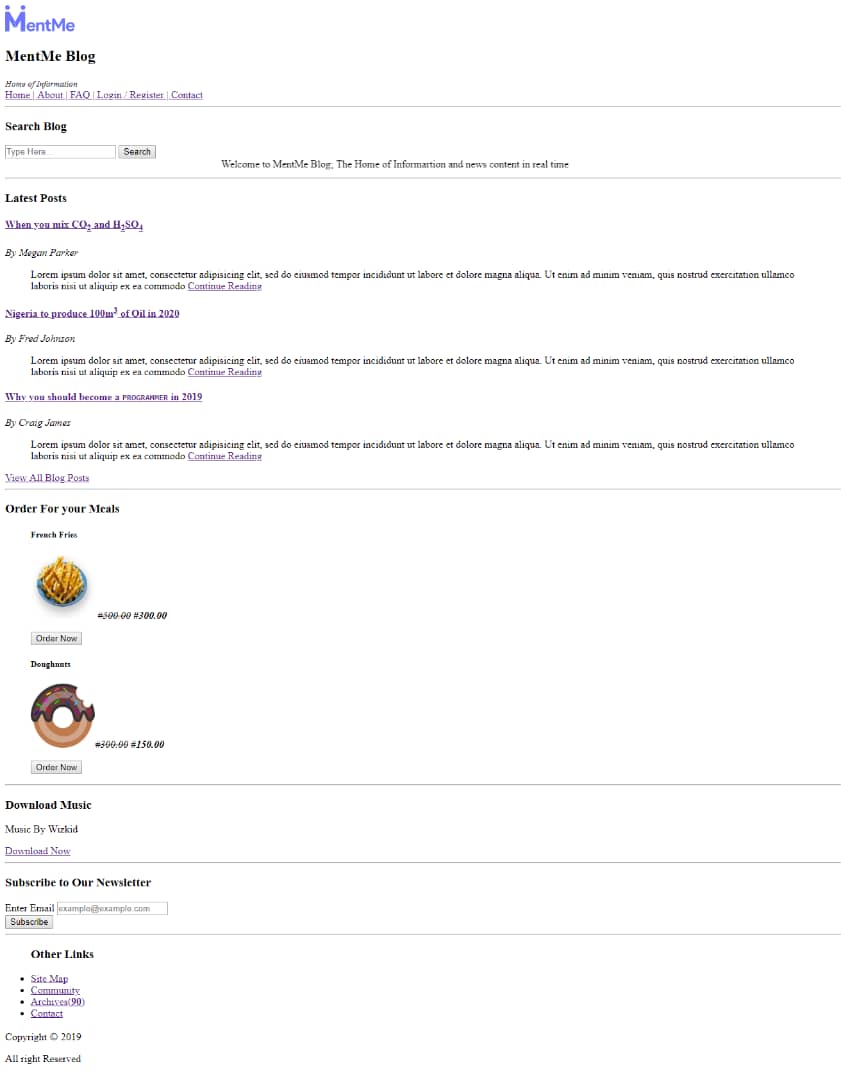 MentMe
MentMe Blog
Home of Information
Home | About | FAQ | Login / Register | Contact
Search Blog
Type Here... Search
Welcome to MentMe Blog; The Home of Informartion and news content in real time
Latest Posts
When you mix CO₂ and H₂SO₄
By Megan Parker
Lorem ipsum dolor sit amet, consectetur adipisicing elit, sed do eiusmod tempor incididunt ut labore et dolore magna aliqua. Ut enim ad minim veniam, quis nostrud exercitation ullamco
laboris nisi ut aliquip ex ea commodo Continue Reading
Nigeria to produce 100m³ of Oil in 2020
By Fred Johnson
Lorem ipsum dolor sit amet, consectetur adipisicing elit, sed do eiusmod tempor incididunt ut labore et dolore magna aliqua. Ut enim ad minim veniam, quis nostrud exercitation ullamco
laboris nisi ut aliquip ex ea commodo Continue Reading
Why you should become a PROGRAMMER in 2019
By Craig James
Lorem ipsum dolor sit amet, consectetur adipisicing elit, sed do eiusmod tempor incididunt ut labore et dolore magna aliqua. Ut enim ad minim veniam, quis nostrud exercitation ullamco
laboris nisi ut aliquip ex ea commodo Continue Reading
View All Blog Posts
Order For your Meals
French Fries
#500.00 #300.00
Order Now
Doughnuts
#300.00 #150.00
Order Now
Download Music
Music By Wizkid
Download Now
Subscribe to Our Newsletter
Enter Email example@example.com
Subscribe
Other Links
• Site Map
• Community
• Archives(90)
• Contact
Copyright © 2019
All right Reserved